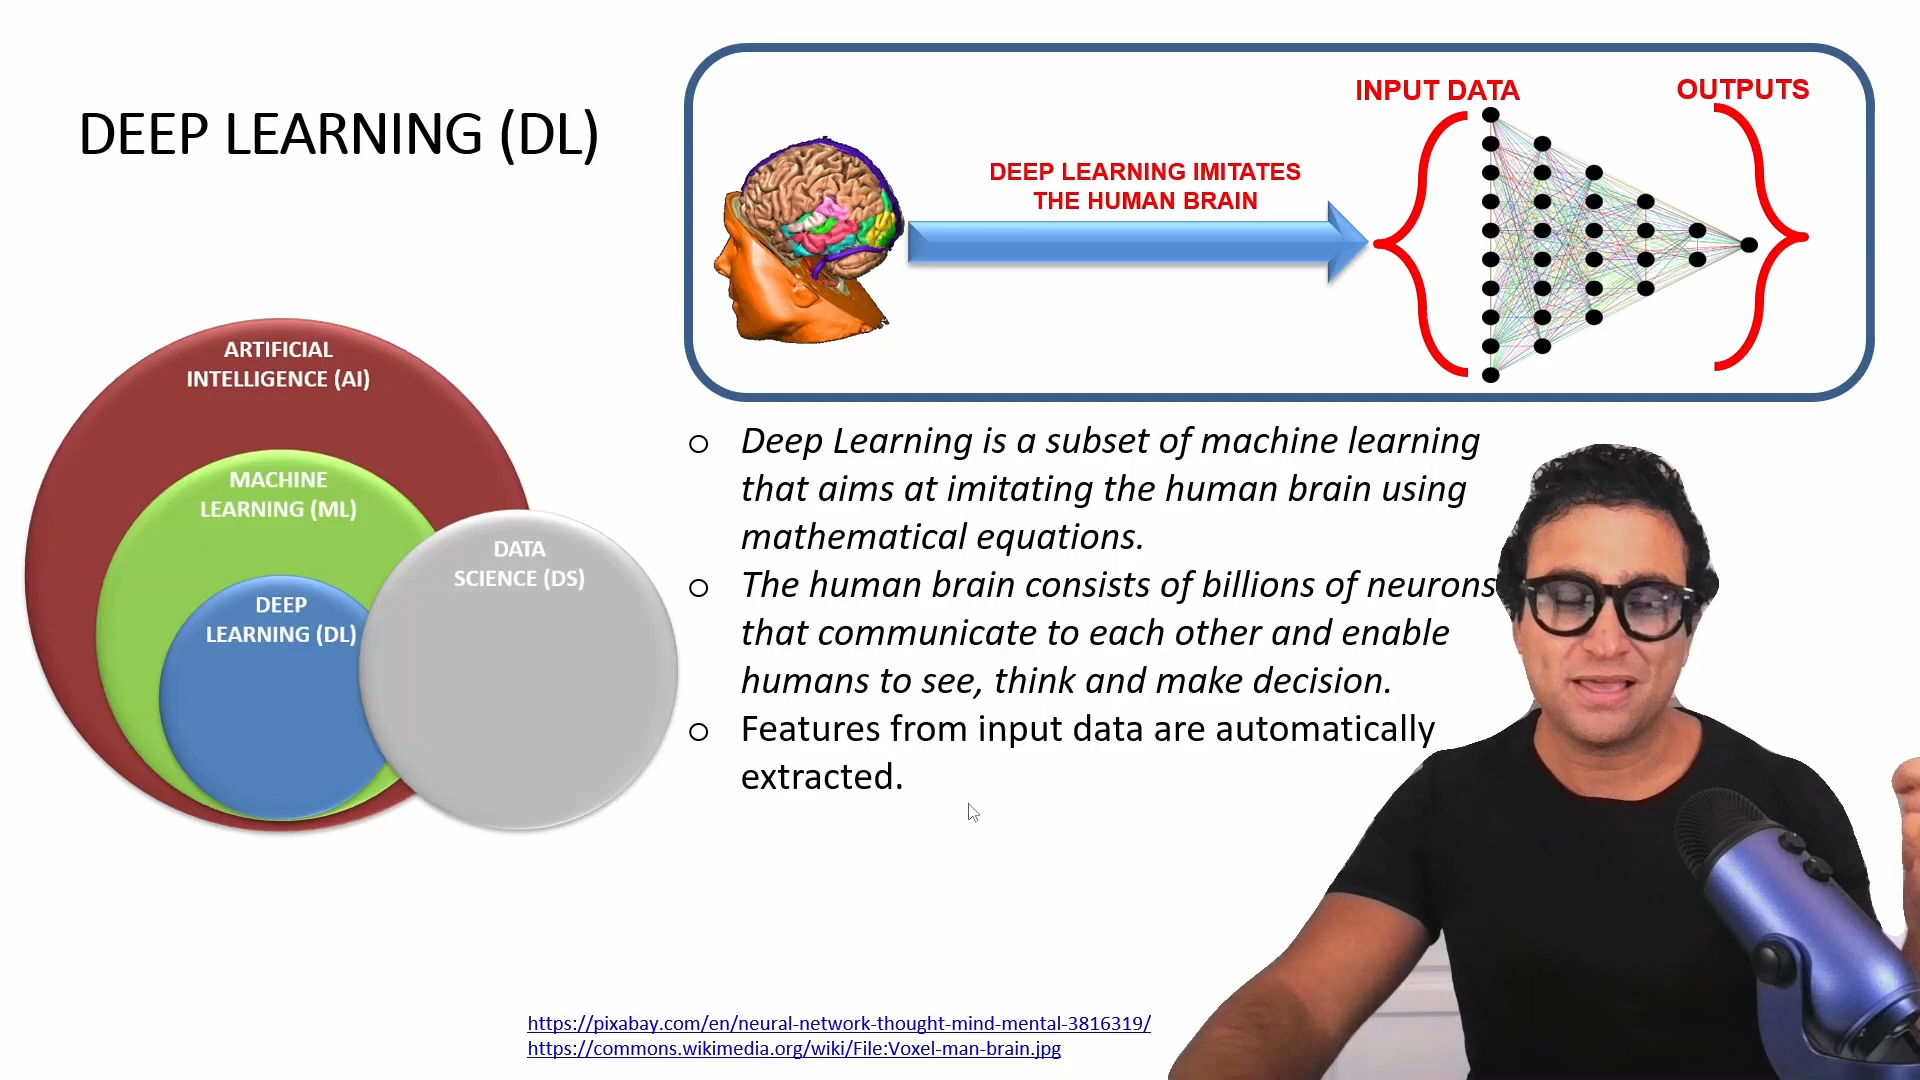 DEEP LEARNING (DL)
INPUT DATA
OUTPUTS
DEEP LEARNING IMITATES
THE HUMAN BRAIN
ARTIFICIAL
INTELLIGENCE (AI)
MACHINE
LEARNING (ML)
DEEP
LEARNING (DL)
DATA
SCIENCE (DS)
Deep Learning is a subset of machine learning
that aims at imitating the human brain using
mathematical equations.
The human brain consists of billions of neurons
that communicate to each other and enable
humans to see, think and make decision.
Features from input data are automatically
extracted.
https://pixabay.com/en/neural-network-thought-mind-mental-3816319/
https://commons.wikimedia.org/wiki/File:Voxel-man-brain.jpg